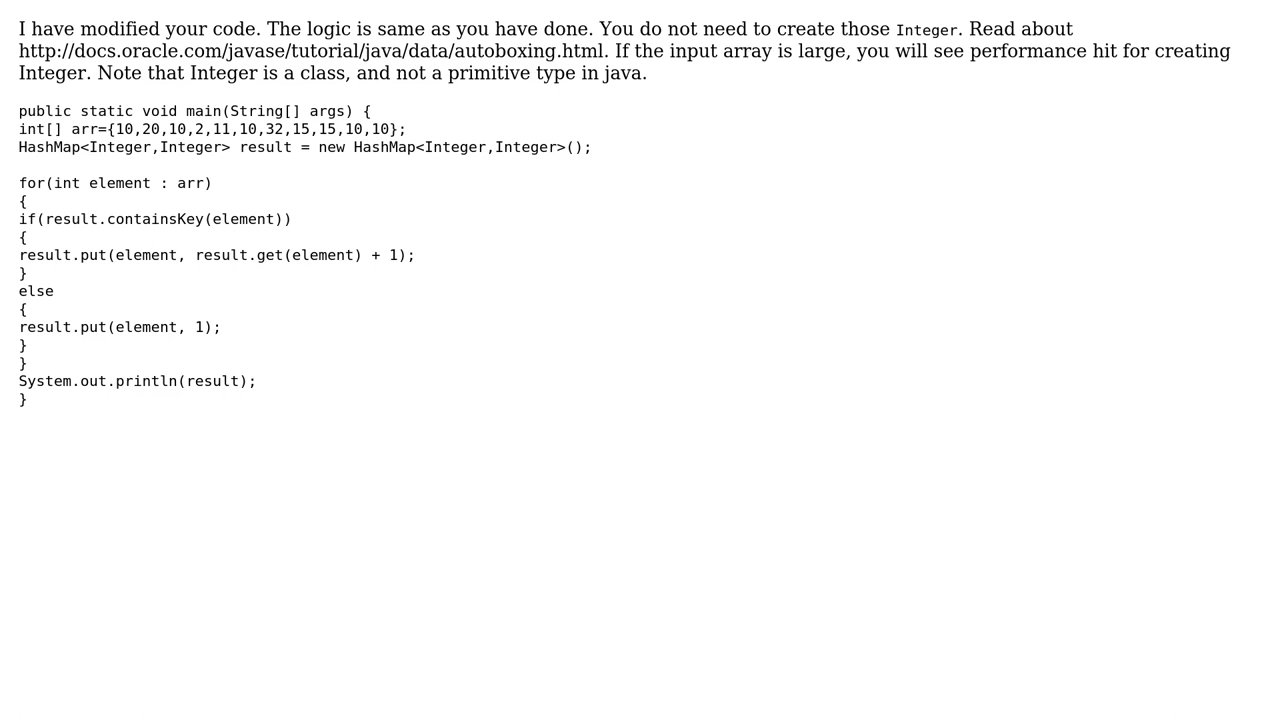 I have modified your code. The logic is same as you have done. You do not need to create those Integer. Read about
http://docs.oracle.com/javase/tutorial/java/data/autoboxing.html. If the input array is large, you will see performance hit for creating
Integer. Note that Integer is a class, and not a primitive type in java.
public static void main(String[] args) {
int[] arr={10,20,10,2,11,10,32,15,15,10,10};
HashMap<Integer,Integer> result = new HashMap<Integer,Integer>();
for(int element : arr)
{
if(result.containsKey(element))
{
result.put(element, result.get(element) + 1);
}
else
{
result.put(element, 1);
}
}
System.out.println(result);
}